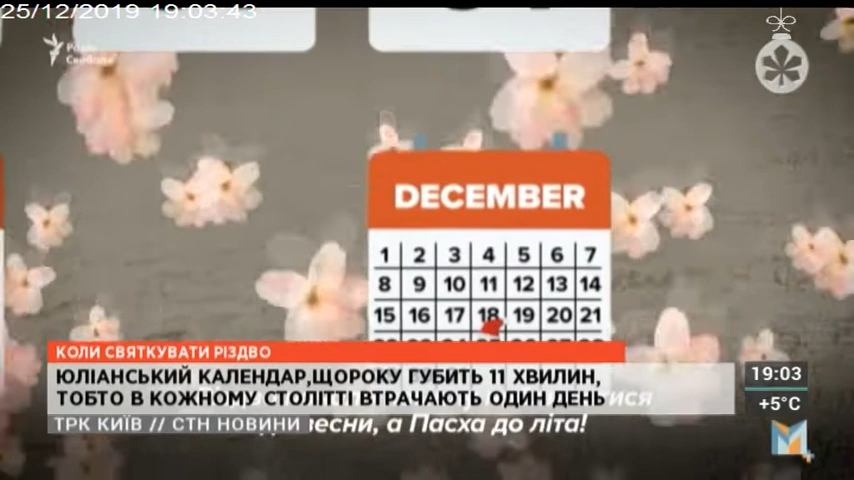 25/12/2019 19:03:43
Радіо
Свобода
DECEMBER
1 2 3 4 5 6 7
8 9 10 11 12 13 14
15 16 17 18 19 20 21
КОЛИ СВЯТКУВАТИ РІЗДВО
ЮЛІАНСЬКИЙ КАЛЕНДАР,ЩОРОКУ ГУБИТЬ 11 ХВИЛИН,
ТОБТО В КОЖНОМУ СТОЛІТТІ ВТРАЧАЮТЬ ОДИН ДЕНЬ
ТРК КИЇВ // СТН НОВИНИ
а Пасха до літа!
19:03
+5°C